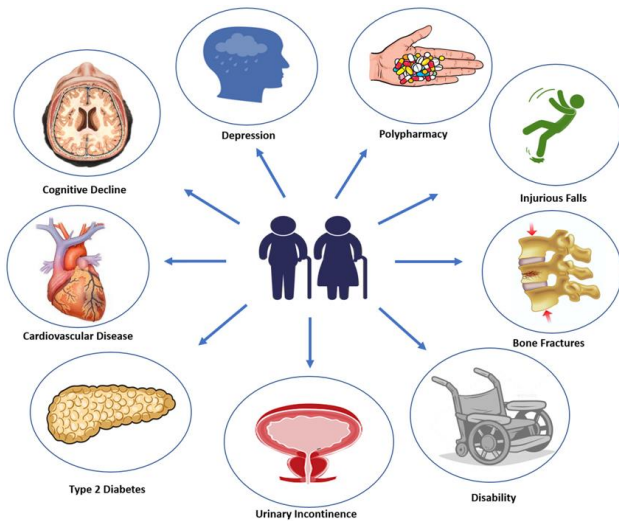 Depression
Polypharmacy
Cognitive Decline
Injurious Falls
Cardiovascular Disease
Bone Fractures
Type 2 Diabetes
Disability
Urinary Incontinence